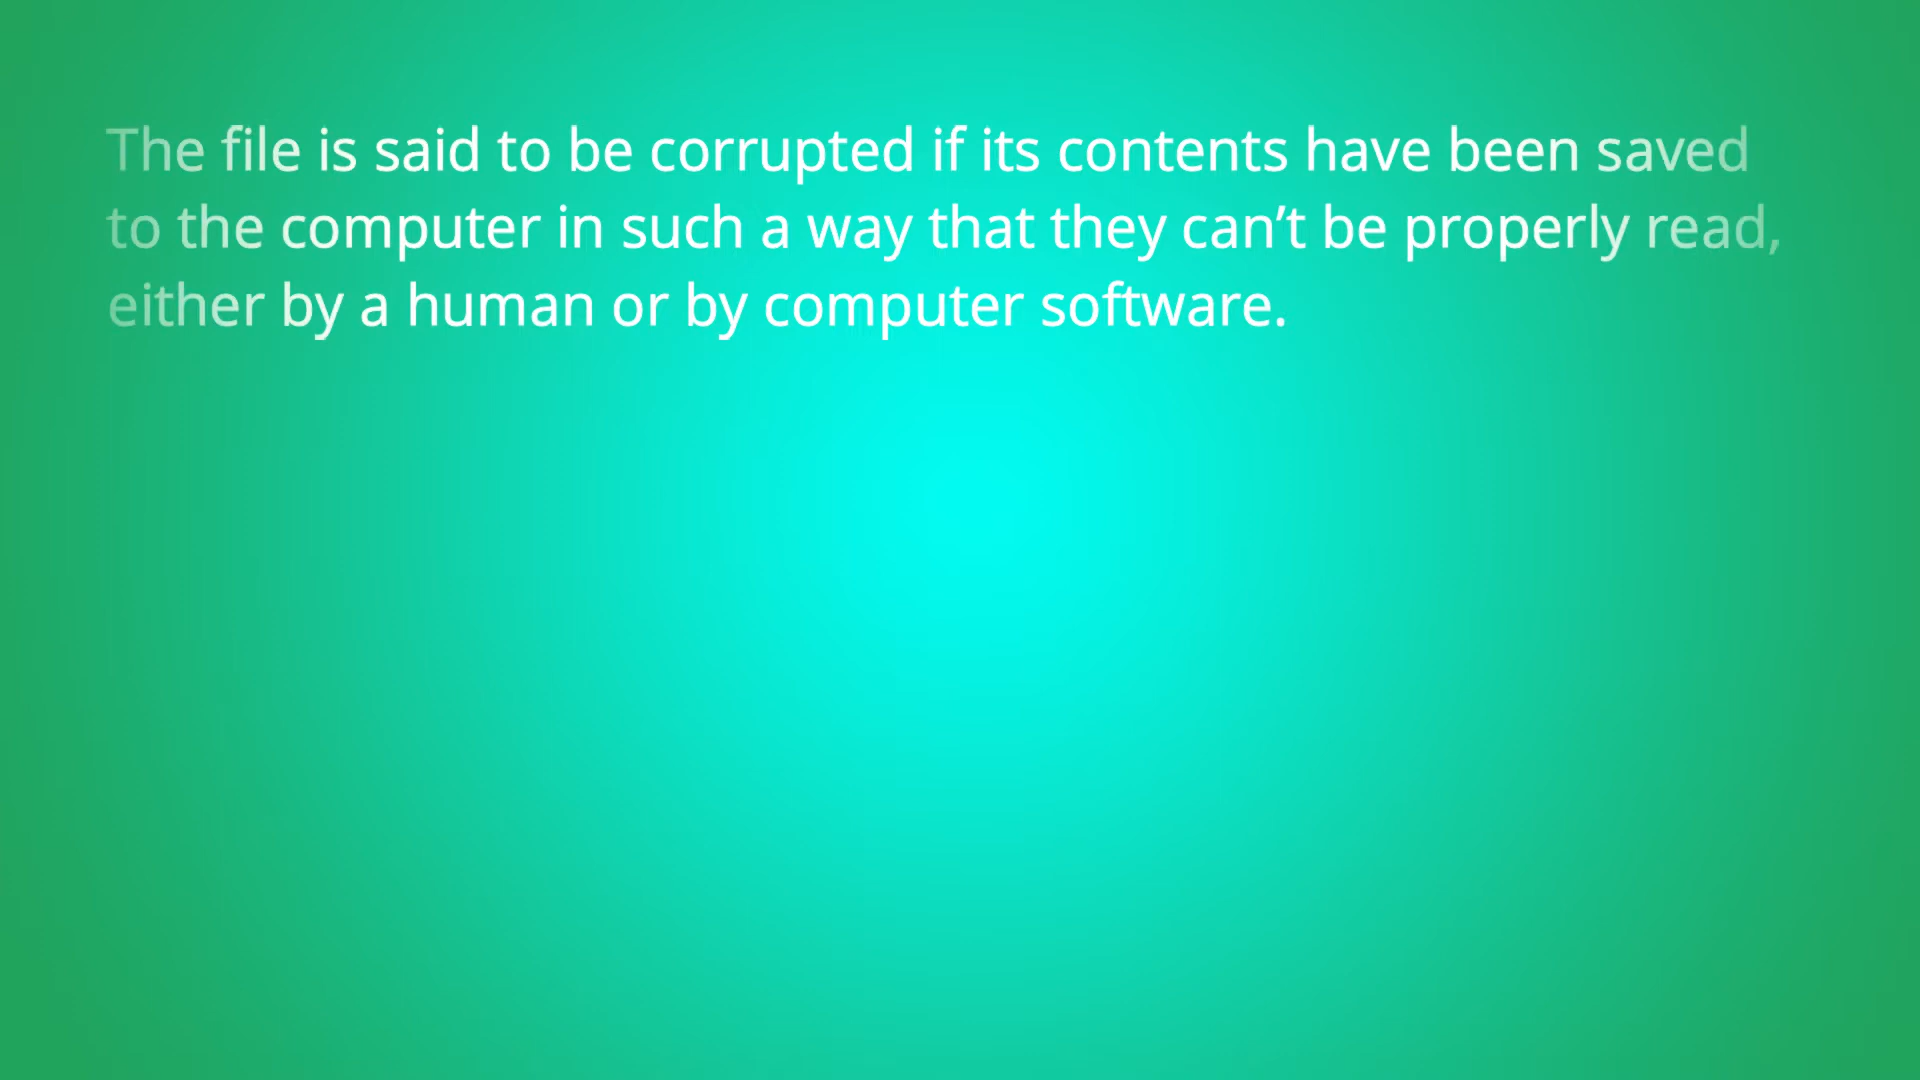 The file is said to be corrupted if its contents have been saved
to the computer in such a way that they can’t be properly read,
either by a human or by computer software.